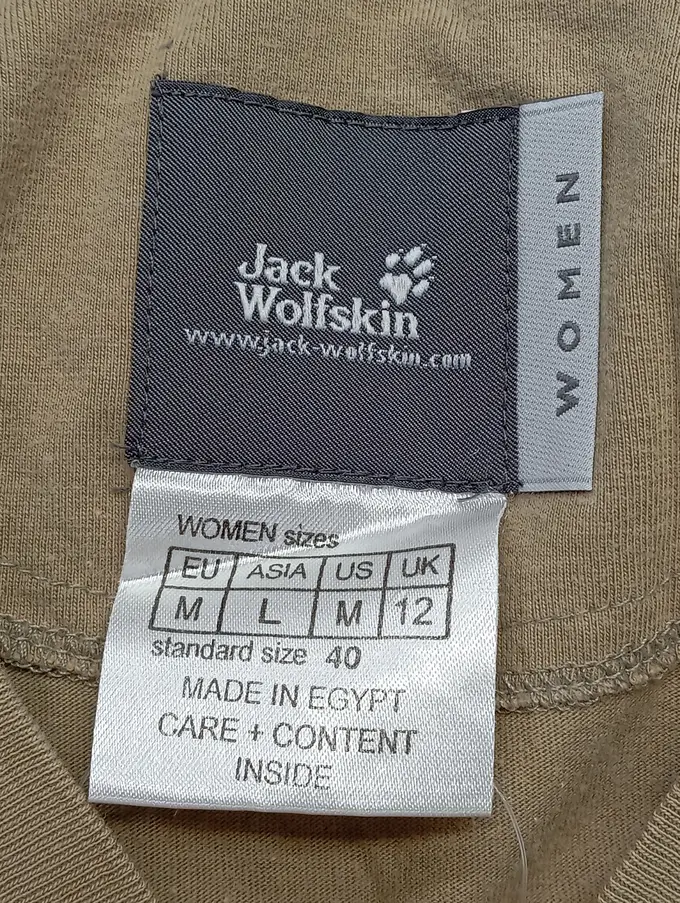 Jack
Wolfskin
www.jack-wolfskin.com
WOMEN
WOMEN sizes
EU ASIA US UK
M L M 12
standard size 40
MADE IN EGYPT
CARE + CONTENT
INSIDE